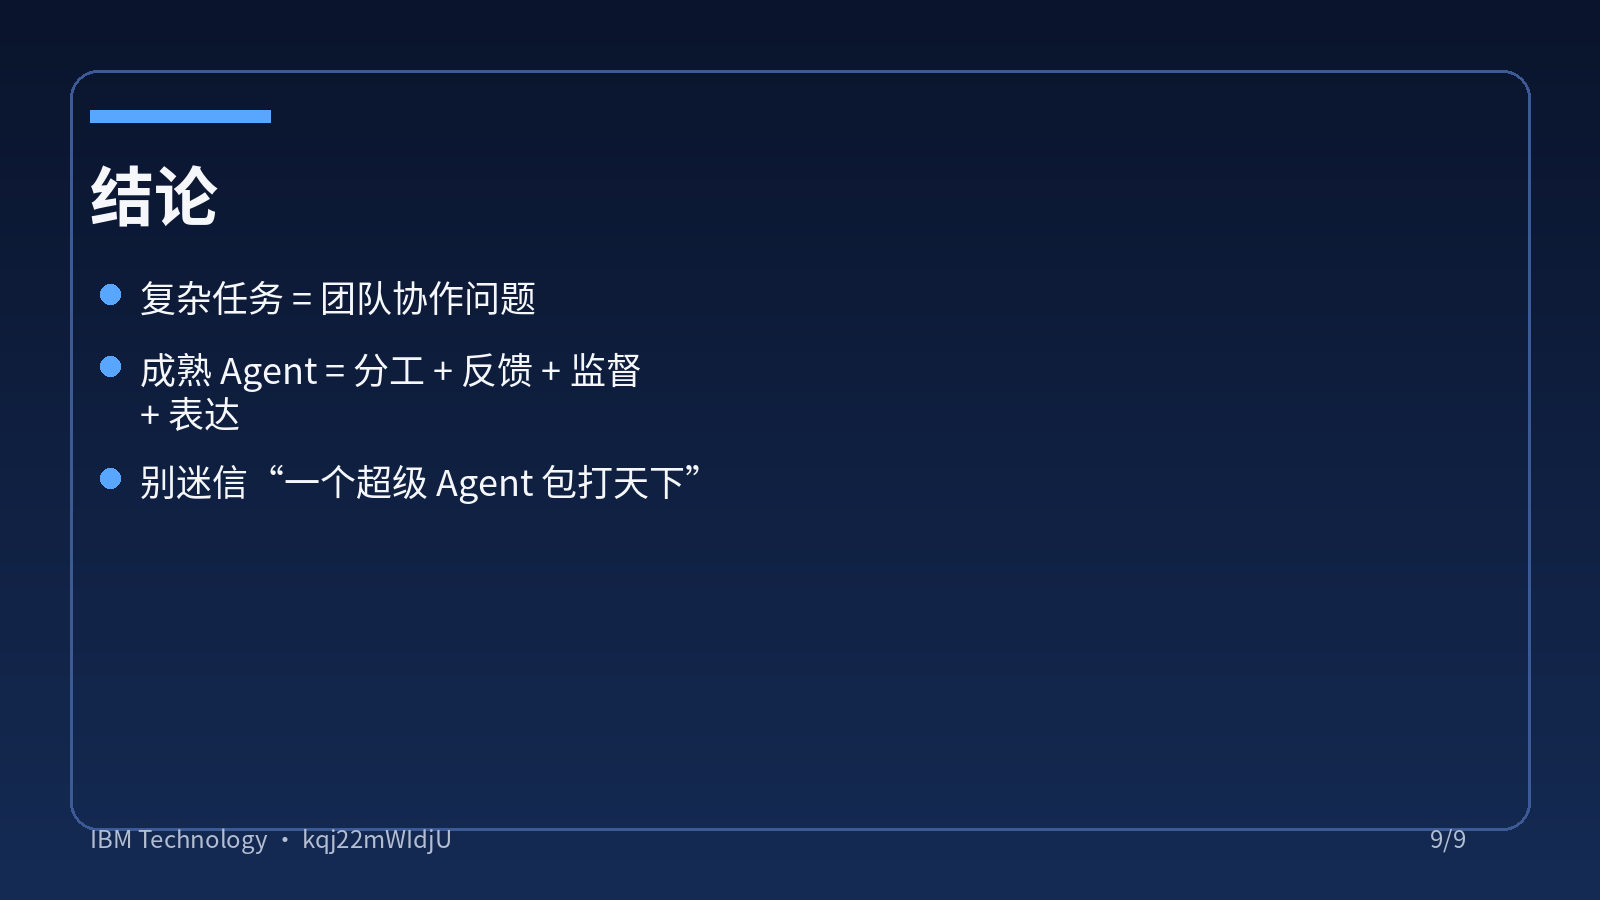 结论
复杂任务 = 团队协作问题
成熟 Agent = 分工 + 反馈 + 监督
+ 表达
别迷信“一个超级 Agent 包打天下”
IBM Technology · kqj22mWIdjU
9/9